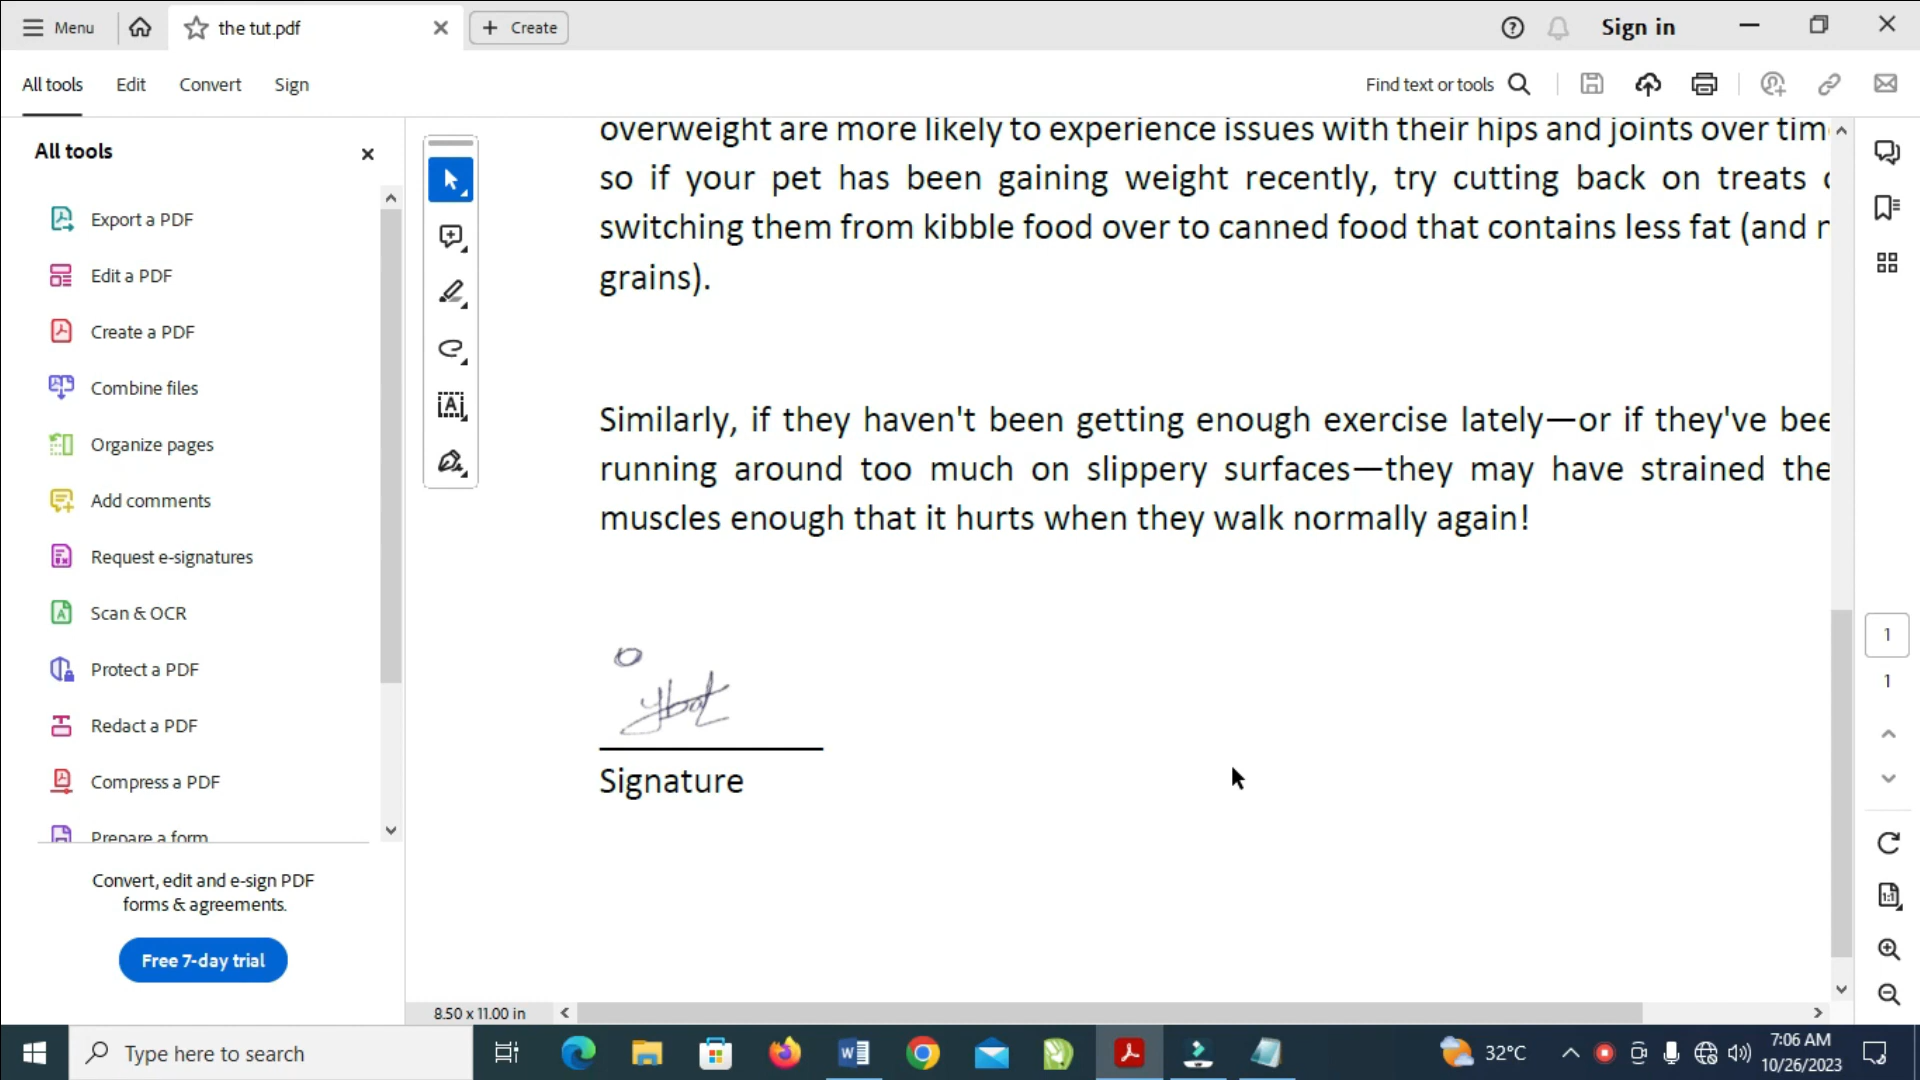 Menu
the tut.pdf
Create
Sign in
All tools
Edit
Convert
Sign
Find text or tools
All tools
Export a PDF
Edit a PDF
Create a PDF
Combine files
Organize pages
Add comments
Request e-signatures
Scan & OCR
Protect a PDF
Redact a PDF
Compress a PDF
Prepare a form
Convert, edit and e-sign PDF
forms & agreements.
Free 7-day trial
overweight are more likely to experience issues with their hips and joints over tim
so if your pet has been gaining weight recently, try cutting back on treats
switching them from kibble food over to canned food that contains less fat (and
grains).
Similarly, if they haven't been getting enough exercise lately—or if they've bee
running around too much on slippery surfaces—they may have strained the
muscles enough that it hurts when they walk normally again!
Signature
1
1
8.50 x 11.00 in
Type here to search
32°C
7:06 AM
10/26/2023